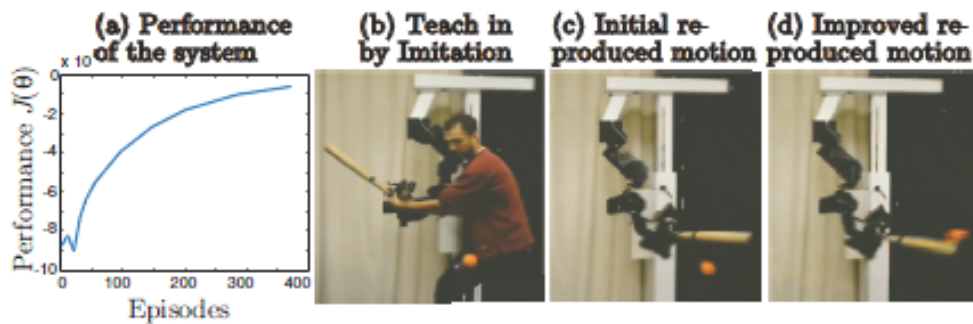 (a) Performance
of the system
(b) Teach in
by Imitation
(c) Initial re-
produced motion
(d) Improved re-
produced motion
x 10
0
-2
-4
-6
-8
-10
Performance J(θ)
0 100 200 300 400
Episodes